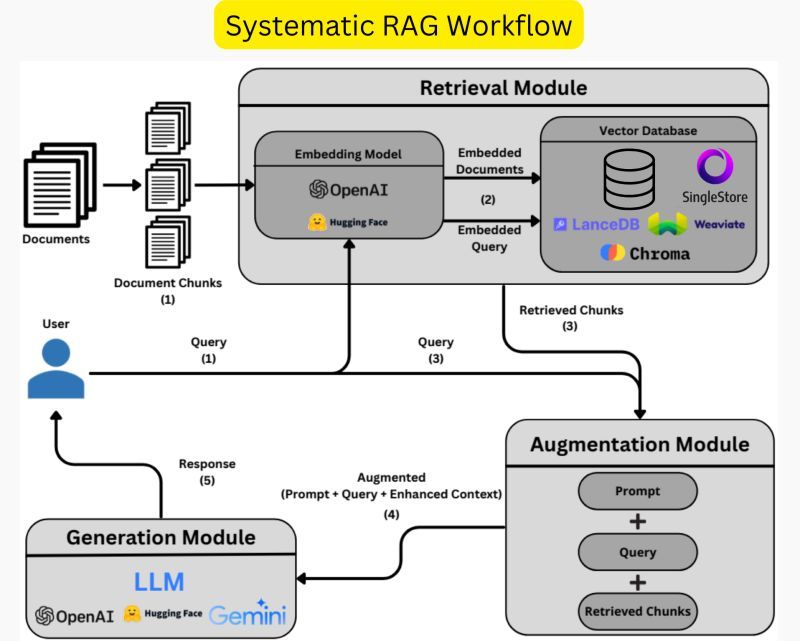 Systematic RAG Workflow
Retrieval Module
Documents
Document Chunks
(1)
Embedding Model
OpenAI
Hugging Face
Embedded
Documents
(2)
Embedded
Query
Vector Database
SingleStore
LanceDB
Weaviate
Chroma
User
Query
(1)
Query
(3)
Retrieved Chunks
(3)
Augmentation Module
Prompt
+
Query
+
Retrieved Chunks
Augmented
(Prompt + Query + Enhanced Context)
(4)
Response
(5)
Generation Module
LLM
OpenAI
Hugging Face
Gemini